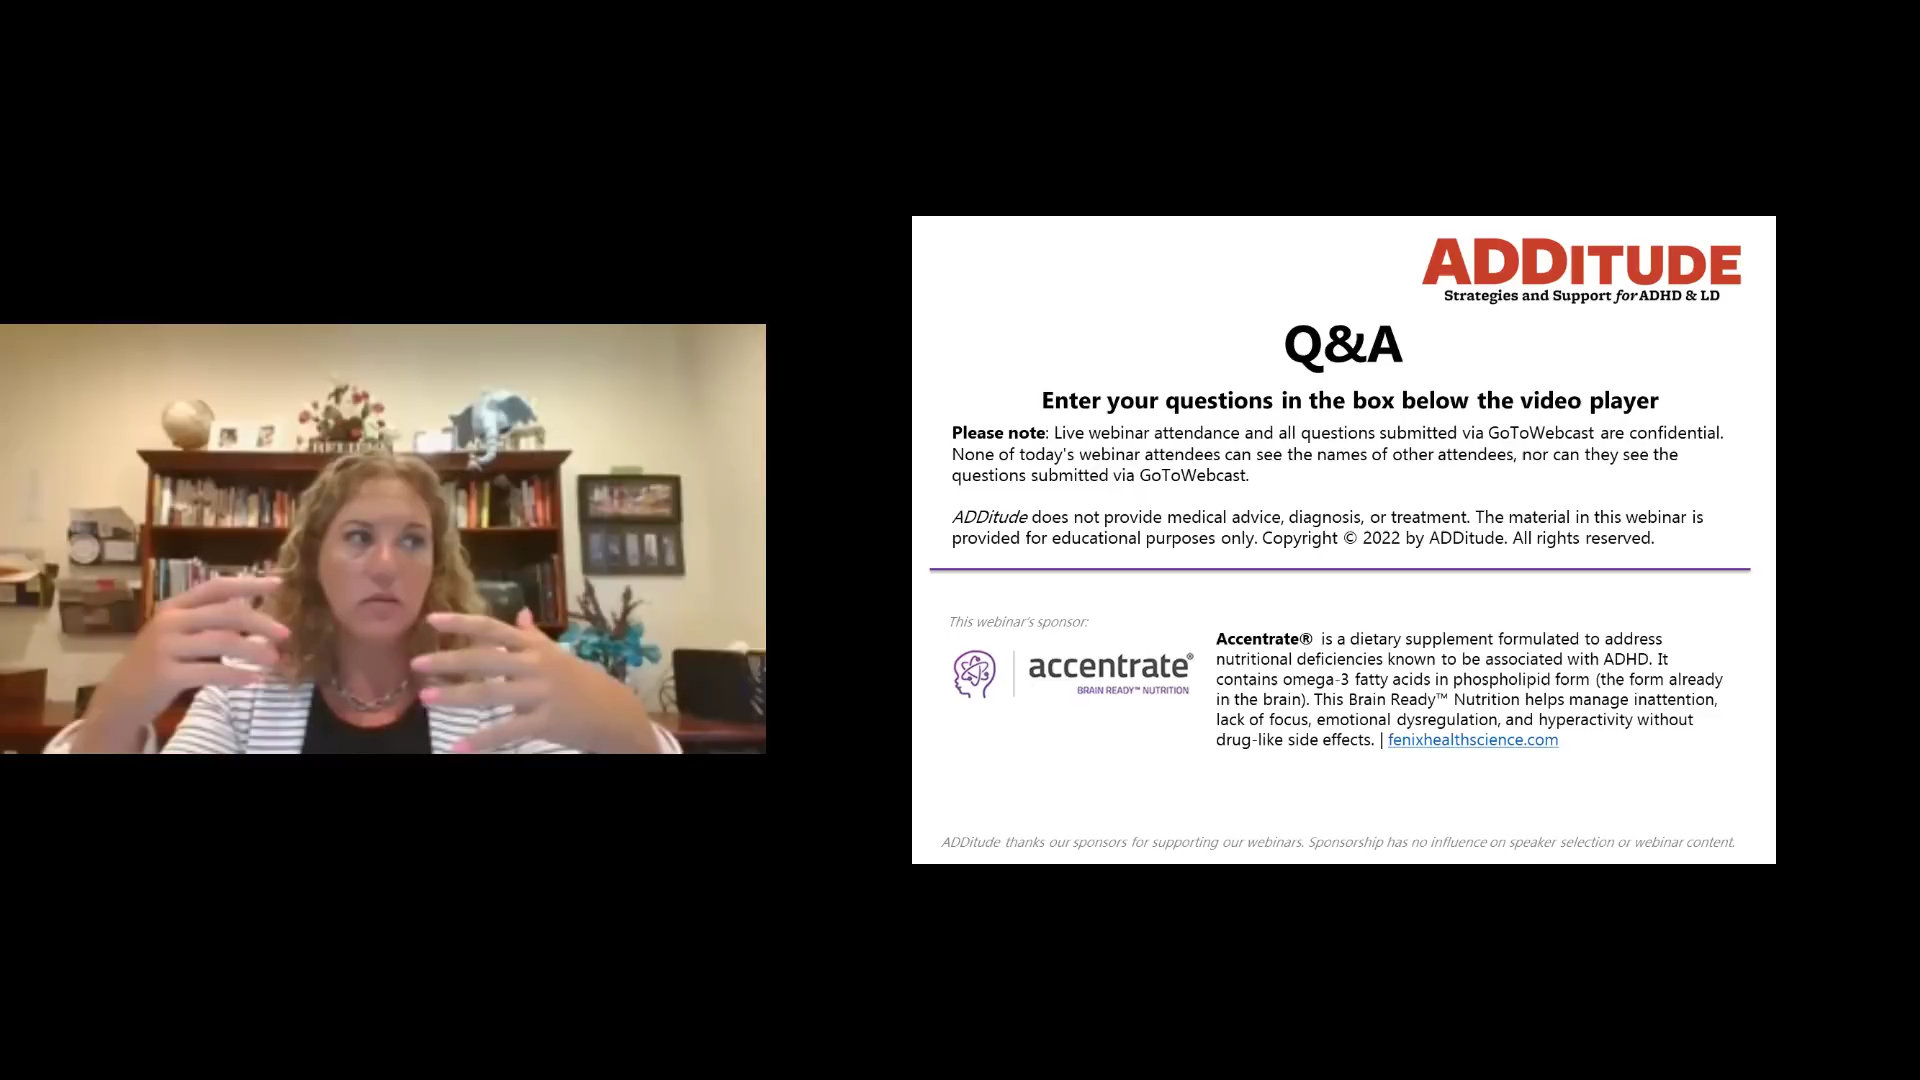 ADDITUDE
Strategies and Support for ADHD & LD
Q&A
Enter your questions in the box below the video player
Please note: Live webinar attendance and all questions submitted via GoToWebcast are confidential.
None of today's webinar attendees can see the names of other attendees, nor can they see the
questions submitted via GoToWebcast.
ADDitude does not provide medical advice, diagnosis, or treatment. The material in this webinar is
provided for educational purposes only. Copyright © 2022 by ADDitude. All rights reserved.
This webinar's sponsor:
accentrate®
BRAIN READY™ NUTRITION
Accentrate® is a dietary supplement formulated to address
nutritional deficiencies known to be associated with ADHD. It
contains omega-3 fatty acids in phospholipid form (the form already
in the brain). This Brain Ready™ Nutrition helps manage inattention,
lack of focus, emotional dysregulation, and hyperactivity without
drug-like side effects. | fenixhealthscience.com
ADDitude thanks our sponsors for supporting our webinars. Sponsorship has no influence on speaker selection or webinar content.